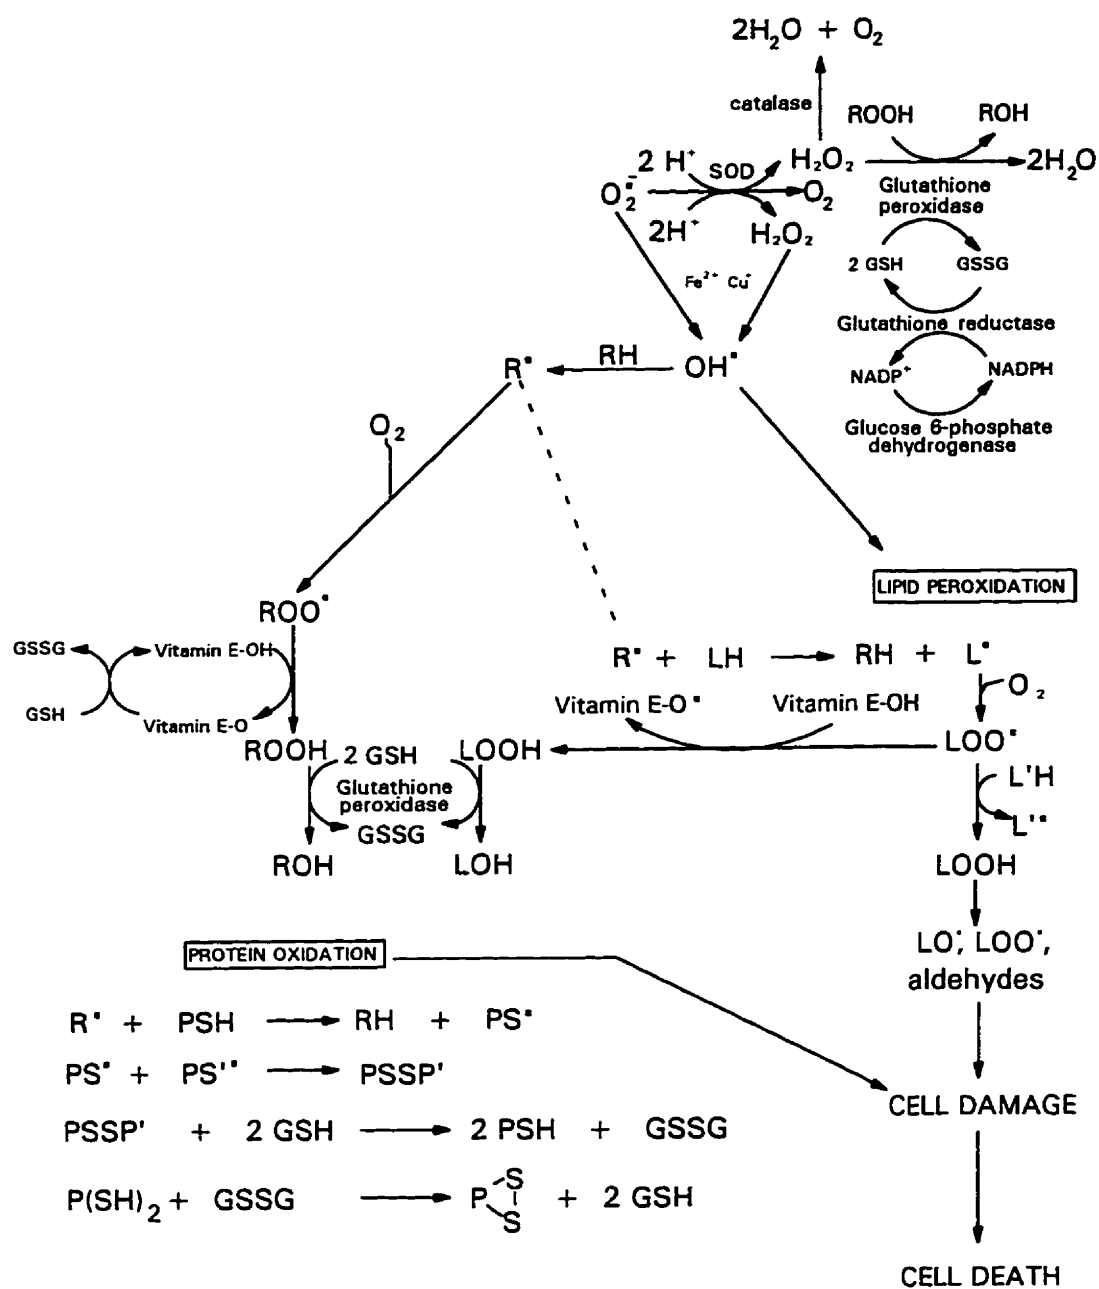 2H₂O + O₂
catalase
ROOH
ROH
2 H⁺
SOD
H₂O₂
2H₂O
O₂•⁻
O₂
Glutathione
peroxidase
2H⁺
H₂O₂
2 GSH
GSSG
Fe²⁺ Cu⁺
Glutathione reductase
R•
RH
OH•
NADP⁺
NADPH
O₂
Glucose 6-phosphate
dehydrogenase
LIPID PEROXIDATION
ROO•
GSSG
Vitamin E-OH
R• + LH → RH + L•
O₂
GSH
Vitamin E-O
Vitamin E-O•
Vitamin E-OH
ROOH
2 GSH
LOOH
LOO•
Glutathione
peroxidase
L'H
GSSG
L'•
ROH
LOH
LOOH
LO•, LOO•,
aldehydes
PROTEIN OXIDATION
R• + PSH → RH + PS•
PS• + PS'• → PSSP'
CELL DAMAGE
PSSP' + 2 GSH → 2 PSH + GSSG
P(SH)₂ + GSSG → P S S + 2 GSH
CELL DEATH